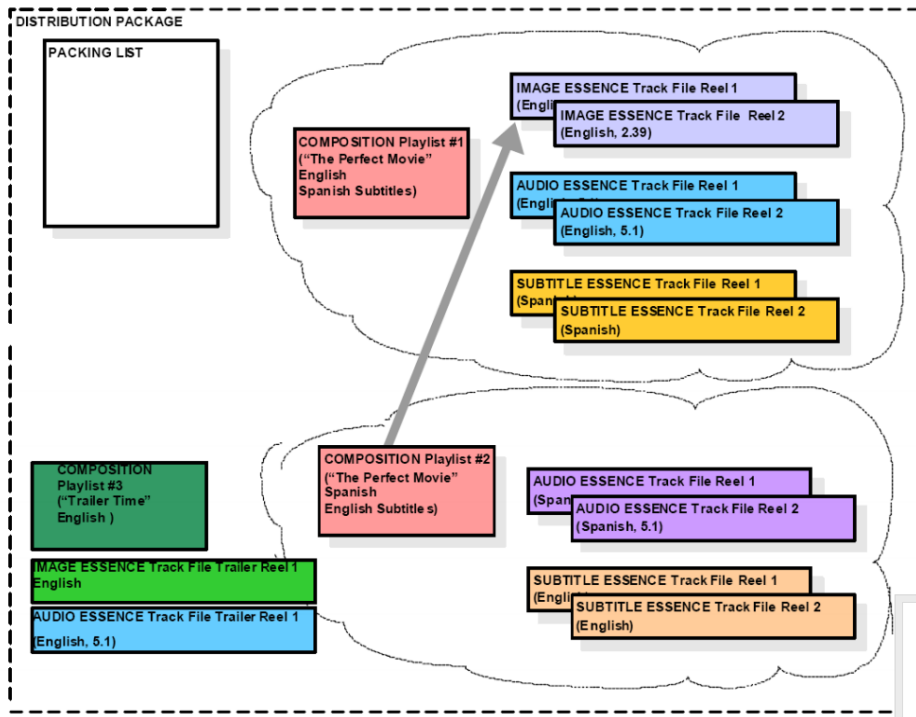 DISTRIBUTION PACKAGE
PACKING LIST
IMAGE ESSENCE Track File Reel 1
(Engli
IMAGE ESSENCE Track File Reel 2
(English, 2.39)
COMPOSITION Playlist #1
(“The Perfect Movie”
English
Spanish Subtitles)
AUDIO ESSENCE Track File Reel 1
(Englis
AUDIO ESSENCE Track File Reel 2
(English, 5.1)
SUBTITLE ESSENCE Track File Reel 1
(Spanish)
SUBTITLE ESSENCE Track File Reel 2
(Spanish)
COMPOSITION
Playlist #3
(“Trailer Time”
English )
IMAGE ESSENCE Track File Trailer Reel 1
English
AUDIO ESSENCE Track File Trailer Reel 1
(English, 5.1)
COMPOSITION Playlist #2
(“The Perfect Movie”
Spanish
English Subtitles)
AUDIO ESSENCE Track File Reel 1
(Span
AUDIO ESSENCE Track File Reel 2
(Spanish, 5.1)
SUBTITLE ESSENCE Track File Reel 1
(English)
SUBTITLE ESSENCE Track File Reel 2
(English)